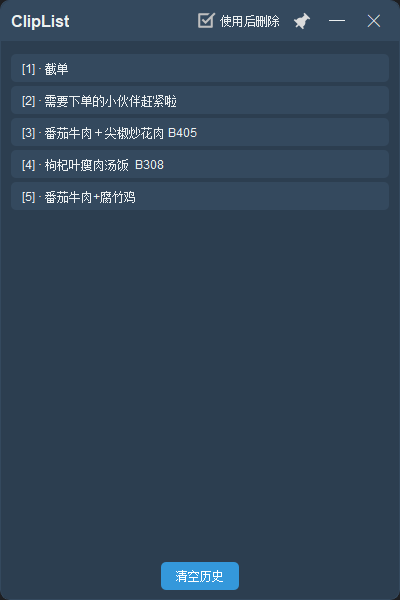 ClipList
使用后删除
[1] · 截单
[2] · 需要下单的小伙伴赶紧啦
[3] · 番茄牛肉＋尖椒炒花肉 B405
[4] · 枸杞叶瘦肉汤饭  B308
[5] · 番茄牛肉+腐竹鸡
清空历史